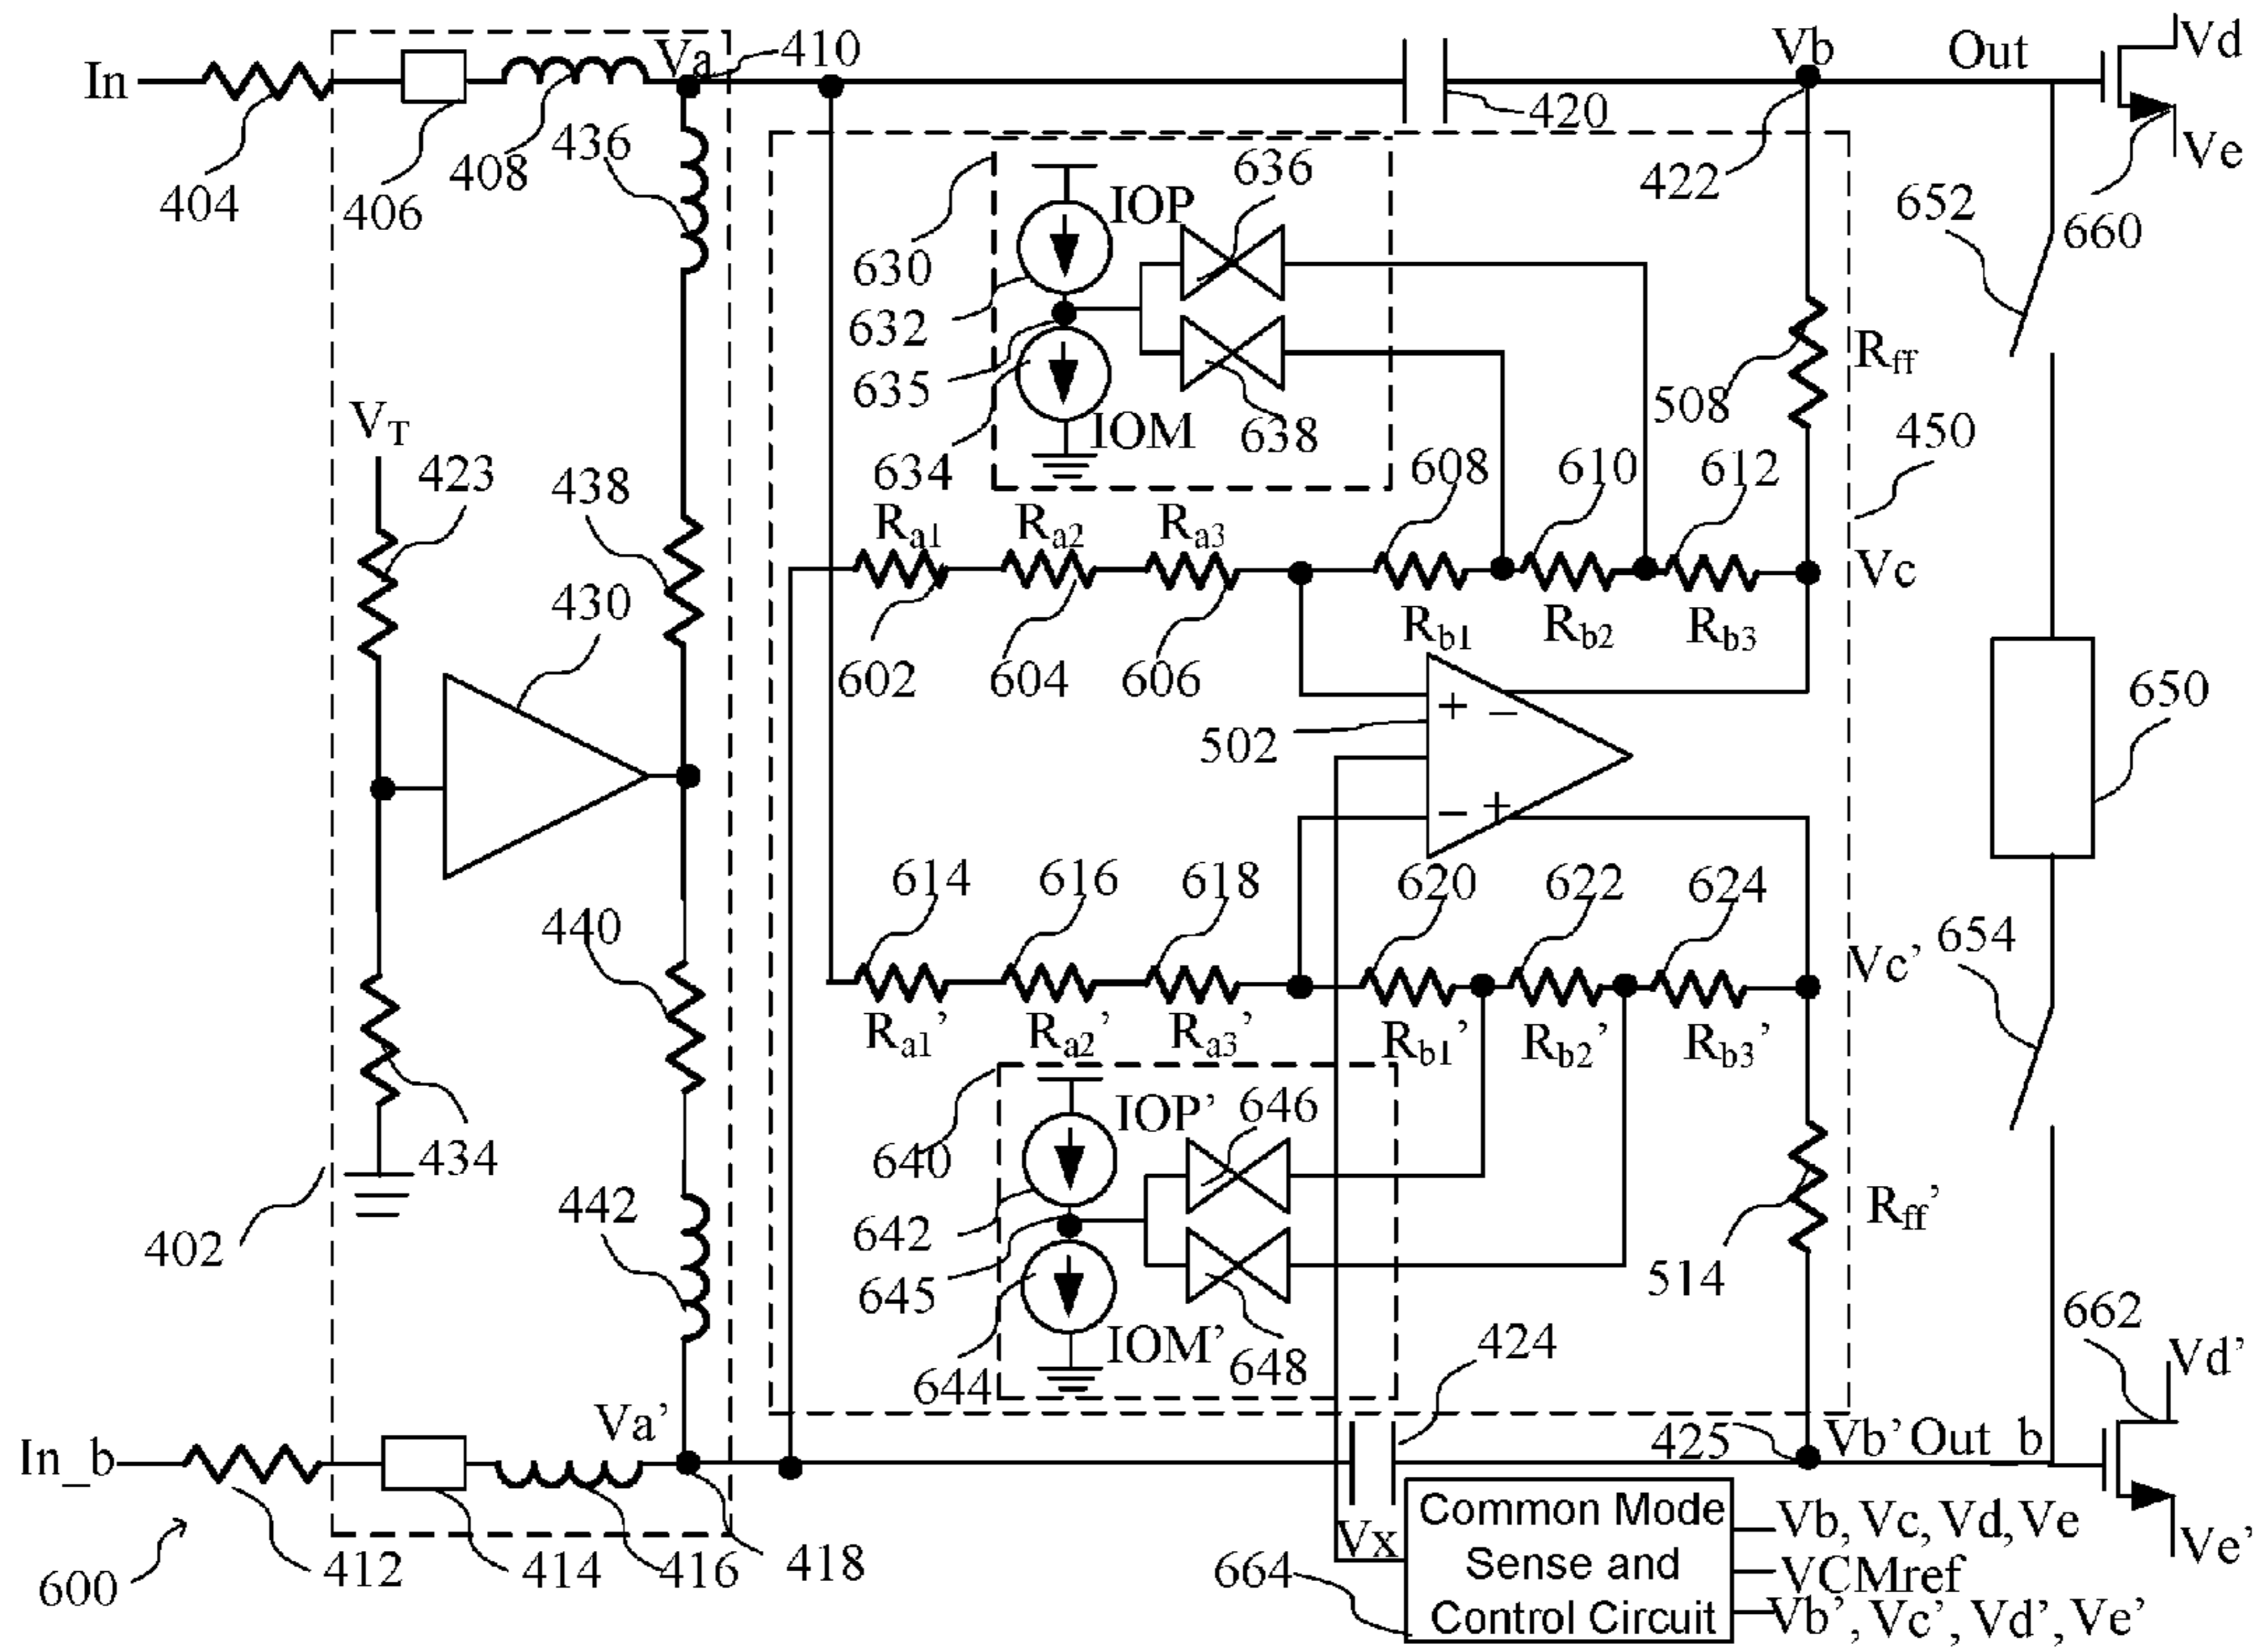 In
404
406
408
Va
410
436
420
Vb
422
Out
Vd
Ve
660
652
630
IOP
636
632
635
634
IOM
638
508
Rff
450
VT
423
438
430
Ra1
Ra2
Ra3
608
610
612
Vc
602
604
606
Rb1
Rb2
Rb3
502
+
−
−
+
650
434
440
614
616
618
620
622
624
Vc’
654
Ra1’
Ra2’
Ra3’
Rb1’
Rb2’
Rb3’
640
IOP’
646
642
645
644
IOM’
648
514
Rff’
402
442
424
662
Vd’
Ve’
In_b
412
414
416
Va’
418
425
Vb’
Out_b
600
Vx
664
Common Mode
Sense and
Control Circuit
Vb, Vc, Vd, Ve
VCMref
Vb’, Vc’, Vd’, Ve’